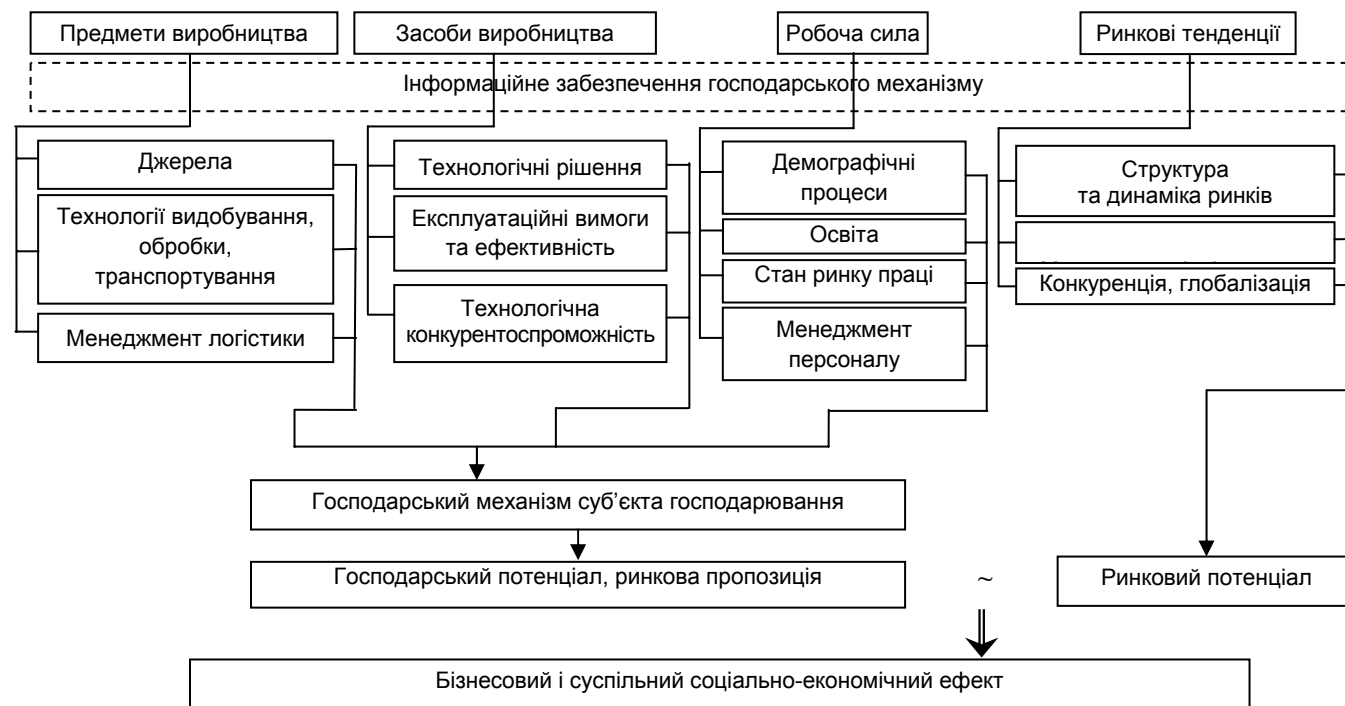 Предмети виробництва
Засоби виробництва
Робоча сила
Ринкові тенденції
Інформаційне забезпечення господарського механізму
Джерела
Технології видобування,
обробки,
транспортування
Менеджмент логістики
Технологічні рішення
Експлуатаційні вимоги
та ефективність
Технологічна
конкурентоспроможність
Демографічні
процеси
Освіта
Стан ринку праці
Менеджмент
персоналу
Структура
та динаміка ринків
Конкуренція, глобалізація
Господарський механізм суб’єкта господарювання
Господарський потенціал, ринкова пропозиція
~
Ринковий потенціал
Бізнесовий і суспільний соціально-економічний ефект